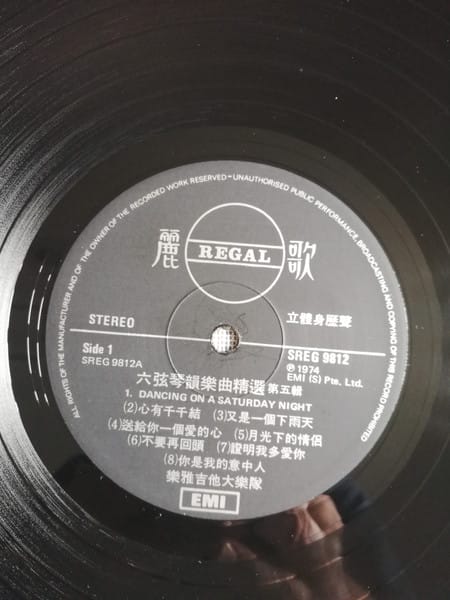 ALL RIGHTS OF THE MANUFACTURER AND OF THE OWNER OF THE RECORDED WORK RESERVED-UNAUTHORISED PUBLIC PERFORMANCE, BROADCASTING AND COPYING OF THIS RECORD PROHIBITED
麗 REGAL 歌
STEREO 立體身歷聲
Side 1 SREG 9812
SREG 9812A ℗ 1974
EMI (S) Pte. Ltd.
六弦琴韻樂曲精選 第五輯
1. DANCING ON A SATURDAY NIGHT
(2)心有千千結 (3)又是一個下雨天
(4)送給你一個愛的心 (5)月光下的情侶
(6)不要再回頭 (7)證明我多愛你
(8)你是我的意中人
樂雅吉他大樂隊
EMI